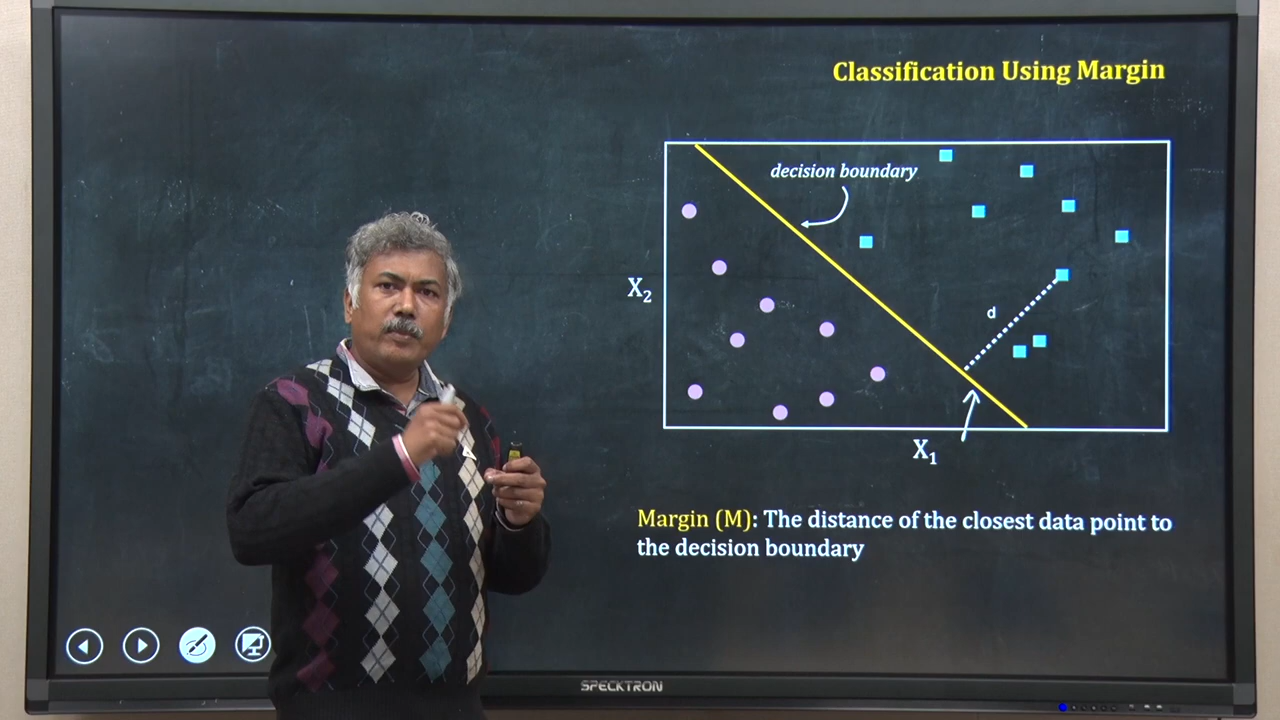 Classification Using Margin
decision boundary
X₂
d
X₁
Margin (M): The distance of the closest data point to
the decision boundary
SPECKTRON